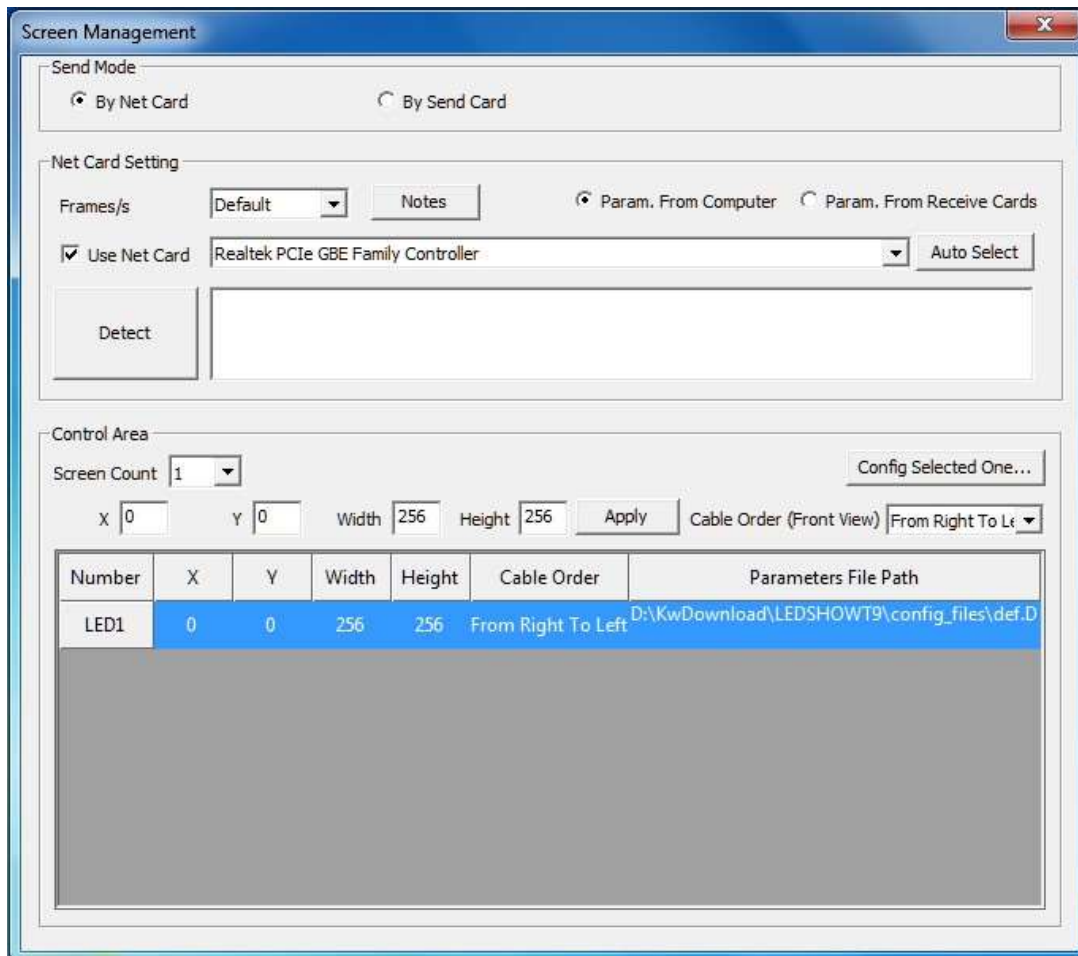 Screen Management
Send Mode
By Net Card By Send Card
Net Card Setting
Frames/s Default Notes Param. From Computer Param. From Receive Cards
Use Net Card Realtek PCIe GBE Family Controller Auto Select
Detect
Control Area
Screen Count 1 Config Selected One...
X 0 Y 0 Width 256 Height 256 Apply Cable Order (Front View) From Right To Le
Number X Y Width Height Cable Order Parameters File Path
LED1 0 0 256 256 From Right To Left D:\KwDownload\LEDSHOWT9\config_files\def.D